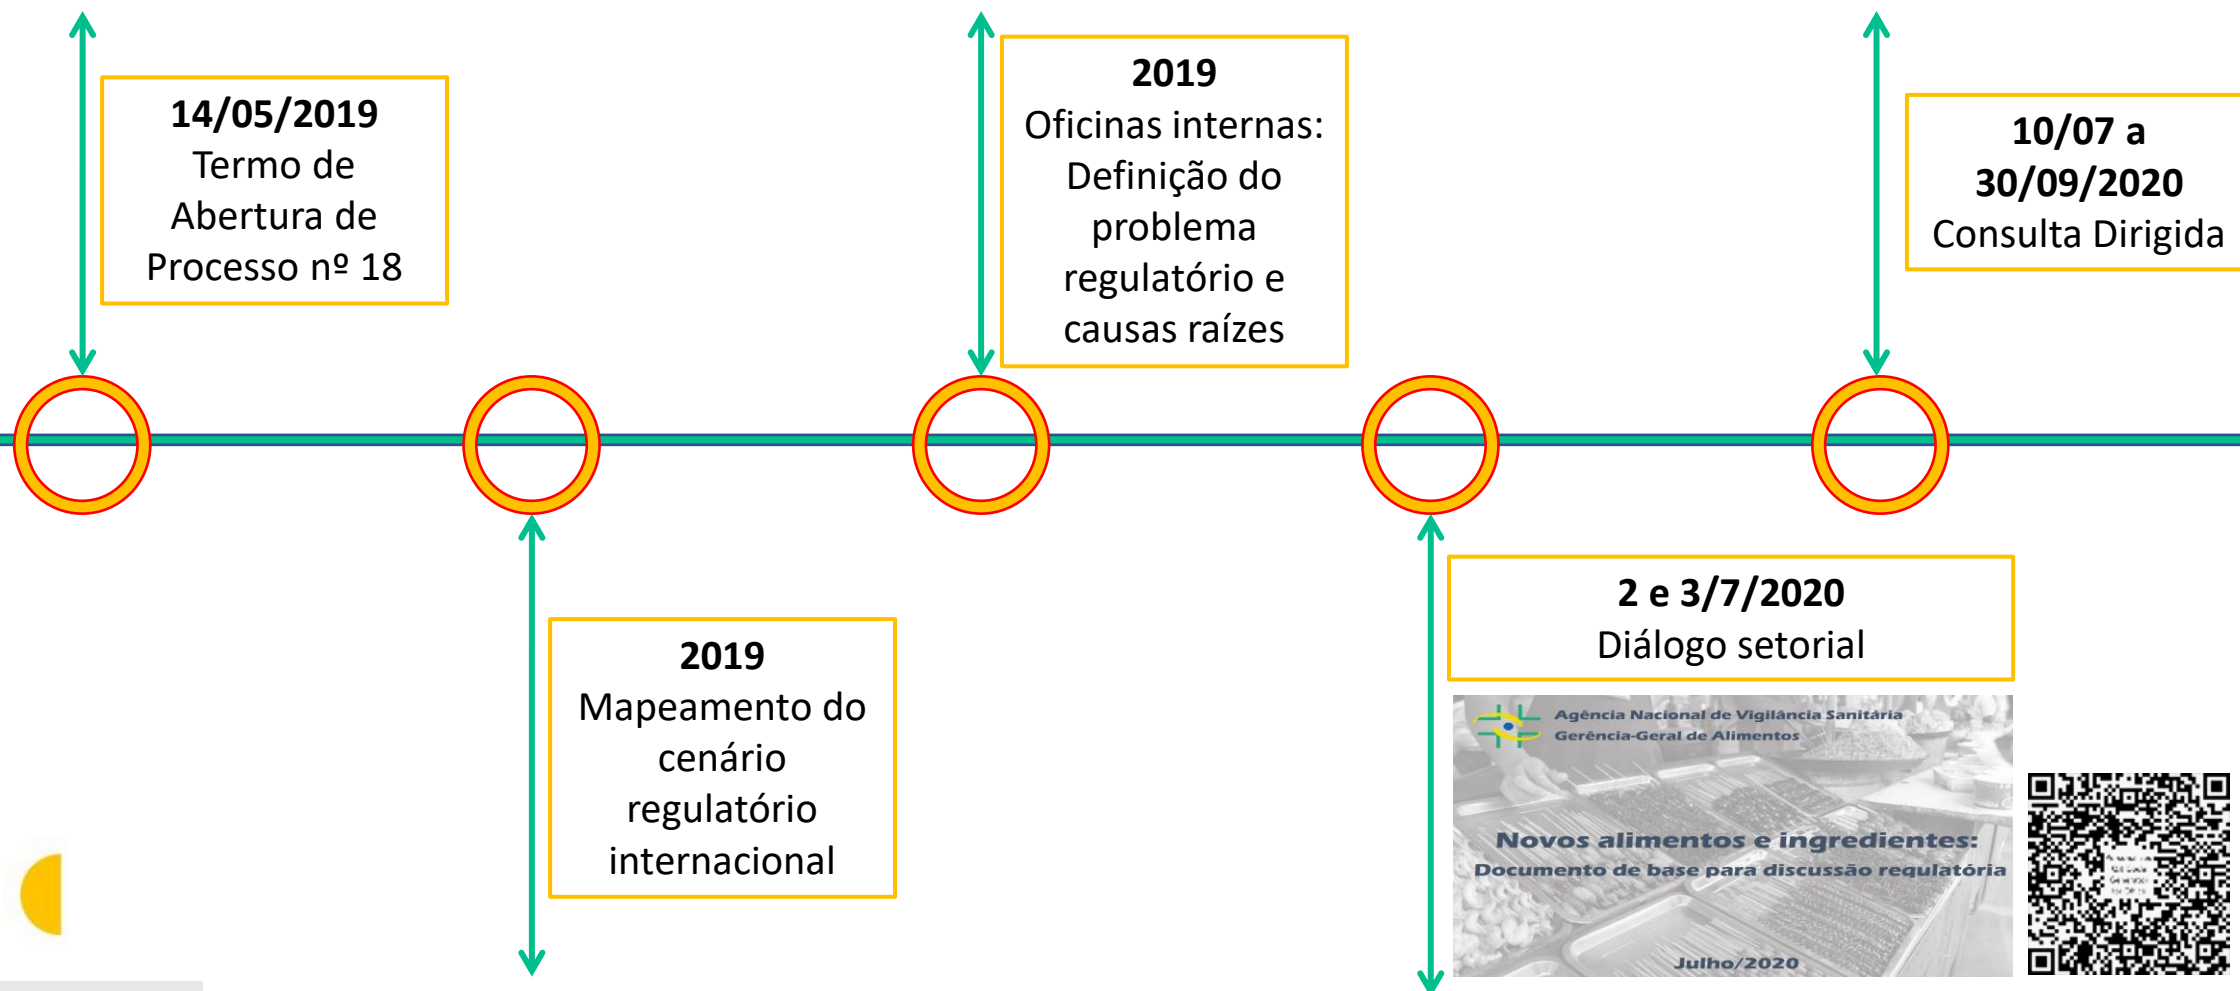 14/05/2019
Termo de
Abertura de
Processo nº 18
2019
Mapeamento do
cenário
regulatório
internacional
2019
Oficinas internas:
Definição do
problema
regulatório e
causas raízes
2 e 3/7/2020
Diálogo setorial
Agência Nacional de Vigilância Sanitária
Gerência-Geral de Alimentos
Novos alimentos e ingredientes:
Documento de base para discussão regulatória
Julho/2020
10/07 a
30/09/2020
Consulta Dirigida